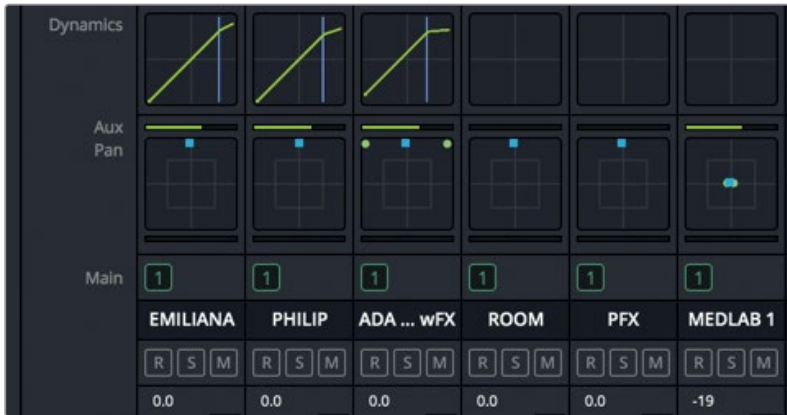 Dynamics
Aux
Pan
Main 1 1 1 1 1 1
EMILIANA PHILIP ADA ... wFX ROOM PFX MEDLAB 1
R S M R S M R S M R S M R S M R S M
0.0 0.0 0.0 0.0 0.0 -19